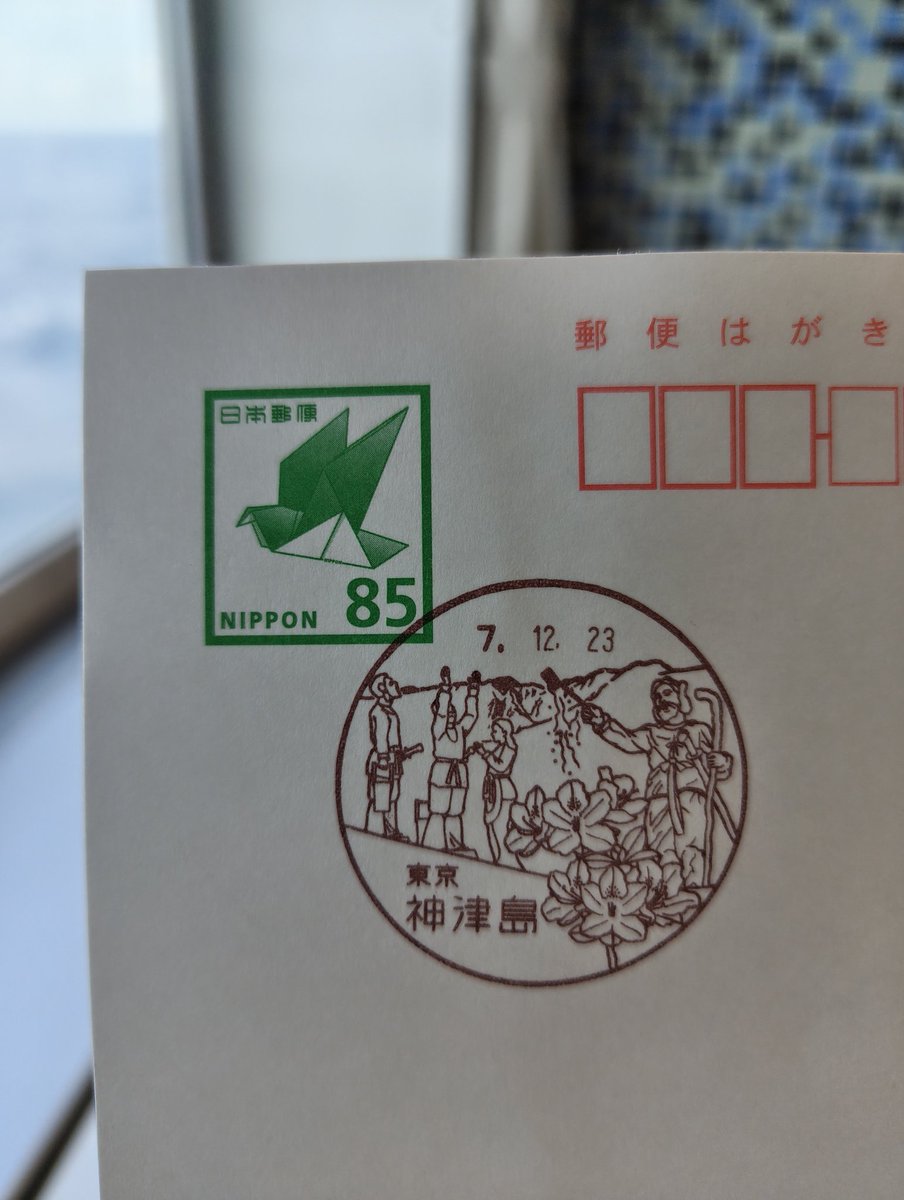 郵便はがき
日本郵便
NIPPON 85
7. 12. 23
東京
神津島